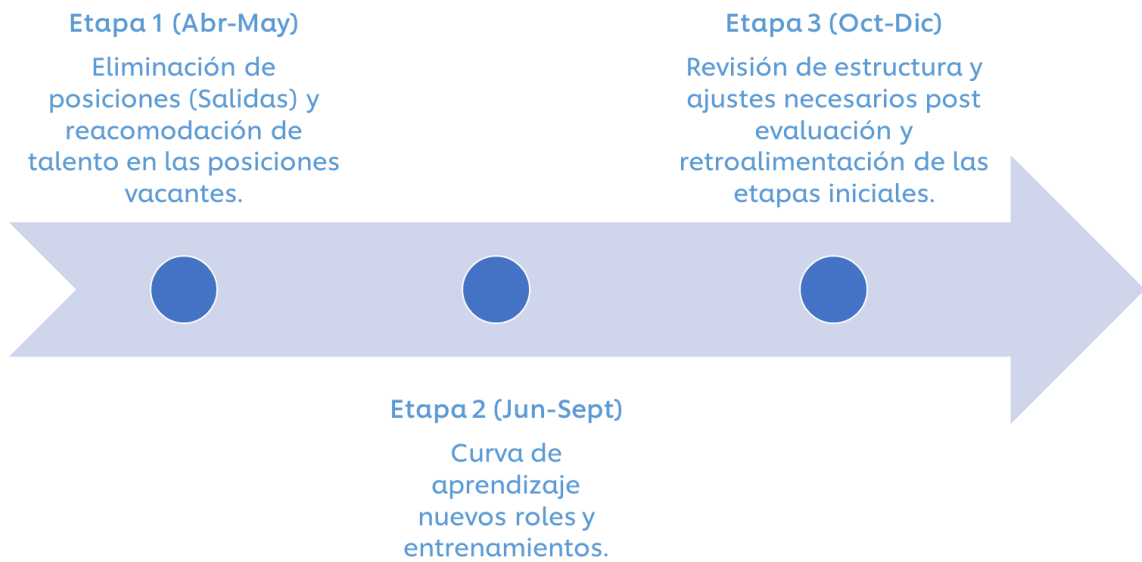 Etapa 1 (Abr-May)
Eliminación de
posiciones (Salidas) y
reacomodación de
talento en las posiciones
vacantes.
Etapa 2 (Jun-Sept)
Curva de
aprendizaje
nuevos roles y
entrenamientos.
Etapa 3 (Oct-Dic)
Revisión de estructura y
ajustes necesarios post
evaluación y
retroalimentación de las
etapas iniciales.